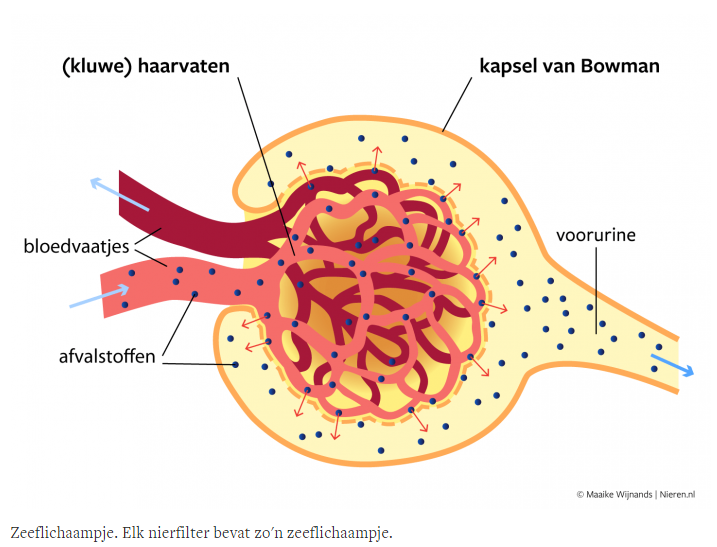 (kluwe) haarvaten
kapsel van Bowman
bloedvaatjes
voorurine
afvalstoffen
© Maaike Wijnands | Nieren.nl
Zeeflichaampje. Elk nierfilter bevat zo'n zeeflichaampje.